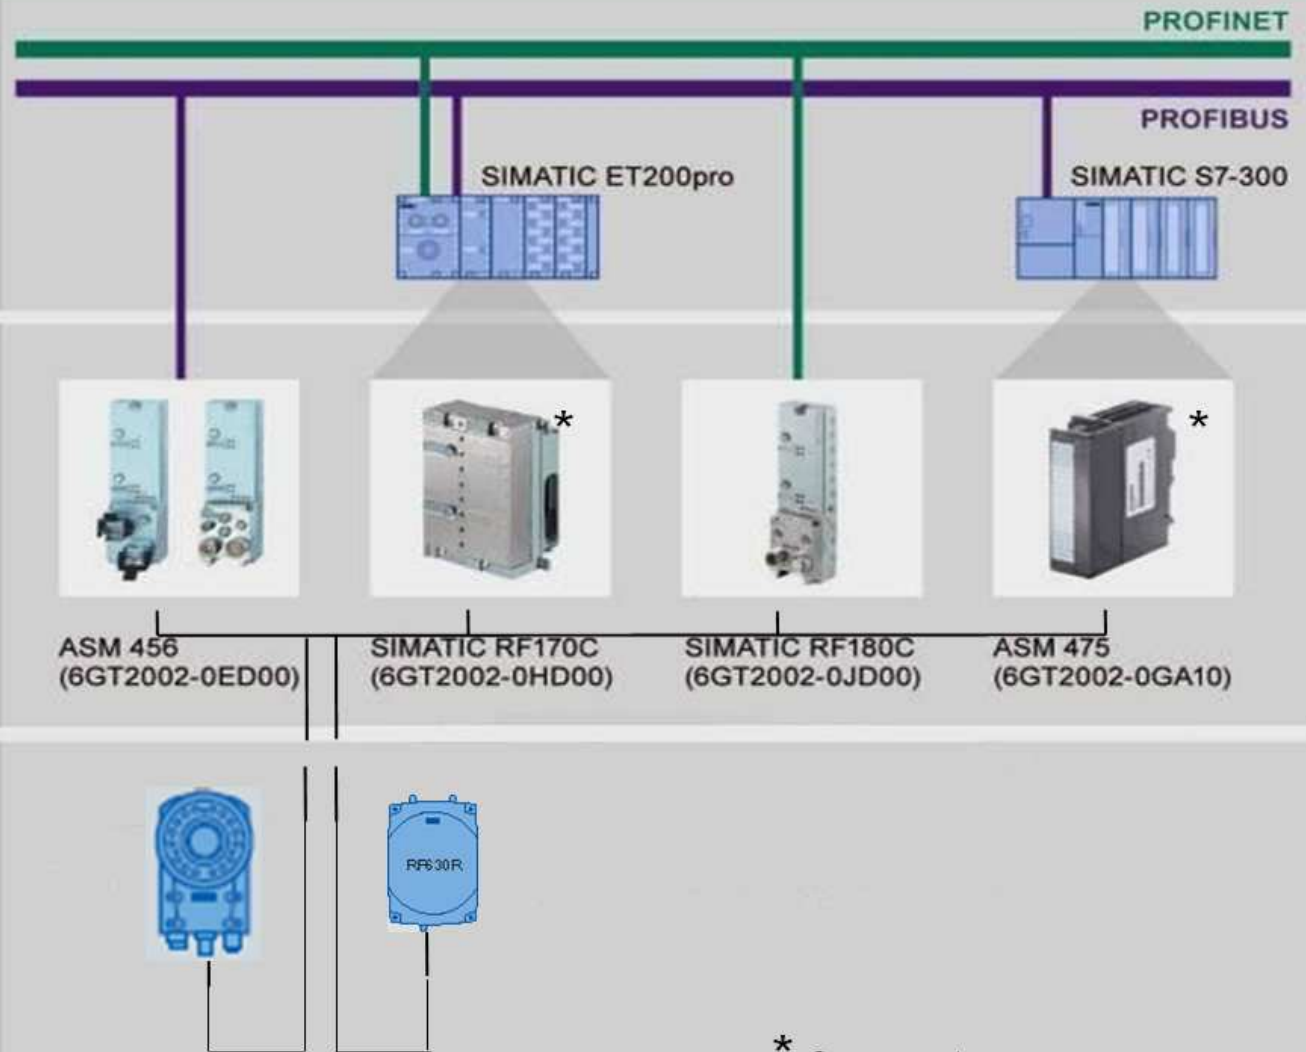 PROFINET
PROFIBUS
SIMATIC ET200pro
SIMATIC S7-300
*
*
ASM 456
(6GT2002-0ED00)
SIMATIC RF170C
(6GT2002-0HD00)
SIMATIC RF180C
(6GT2002-0JD00)
ASM 475
(6GT2002-0GA10)
RF630R
*